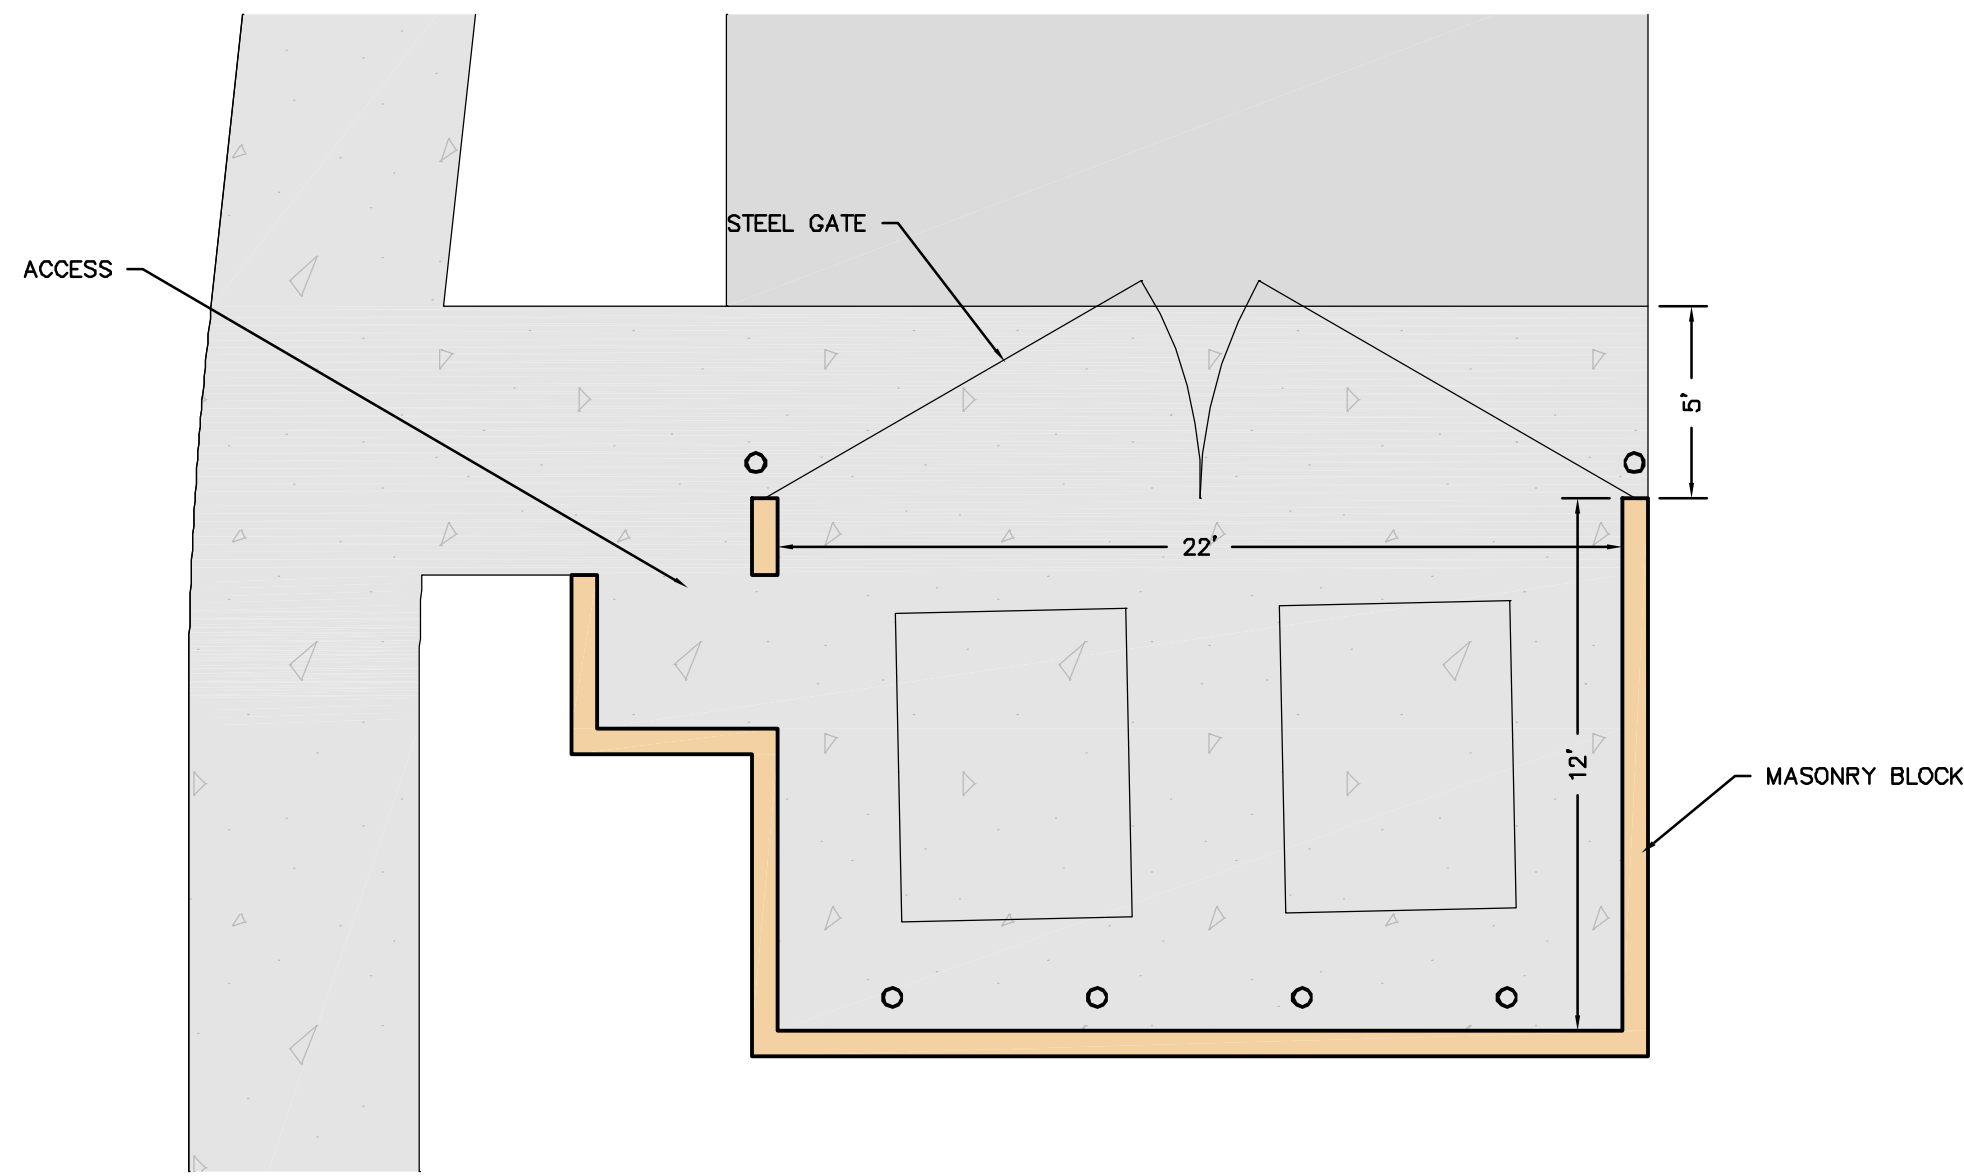 STEEL GATE
ACCESS
5'
22'
12'
MASONRY BLOCK